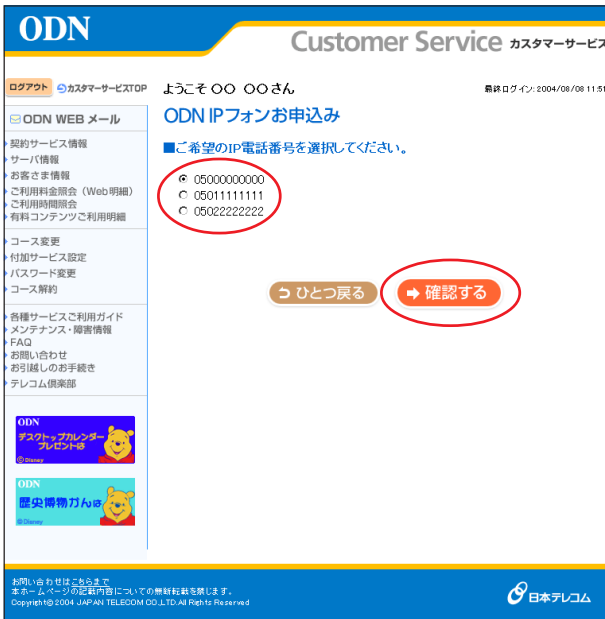 ODN
Customer Service カスタマーサービス
ログアウト カスタマーサービスTOP
ようこそ〇〇 〇〇さん
最終ログイン:2004/08/08 11:51
ODN WEB メール
ODN IPフォンお申込み
■ご希望のIP電話番号を選択してください。
05000000000
05011111111
05022222222
ひとつ戻る
確認する
契約サービス情報
サーバ情報
お客さま情報
ご利用料金照会（Web明細）
ご利用時間照会
有料コンテンツご利用明細
コース変更
付加サービス設定
パスワード変更
コース解約
各種サービスご利用ガイド
メンテナンス・障害情報
FAQ
お問い合わせ
お引越しのお手続き
テレコム倶楽部
ODN
デスクトップカレンダー
プレゼントは
©Disney
ODN
歴史博物がんは
©Disney
お問い合わせはこちらまで
本ホームページの記載内容についての無断転載を禁じます。
Copyright©2004 JAPAN TELECOM CO.,LTD.All Rights Reserved
日本テレコム